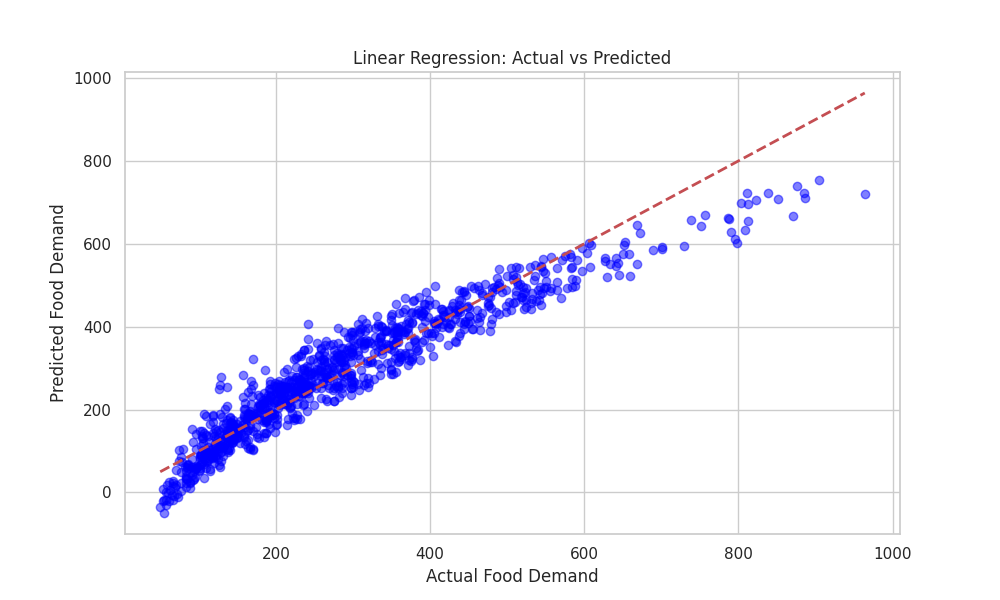 Linear Regression: Actual vs Predicted
1000
800
600
400
200
0
Predicted Food Demand
200 400 600 800 1000
Actual Food Demand